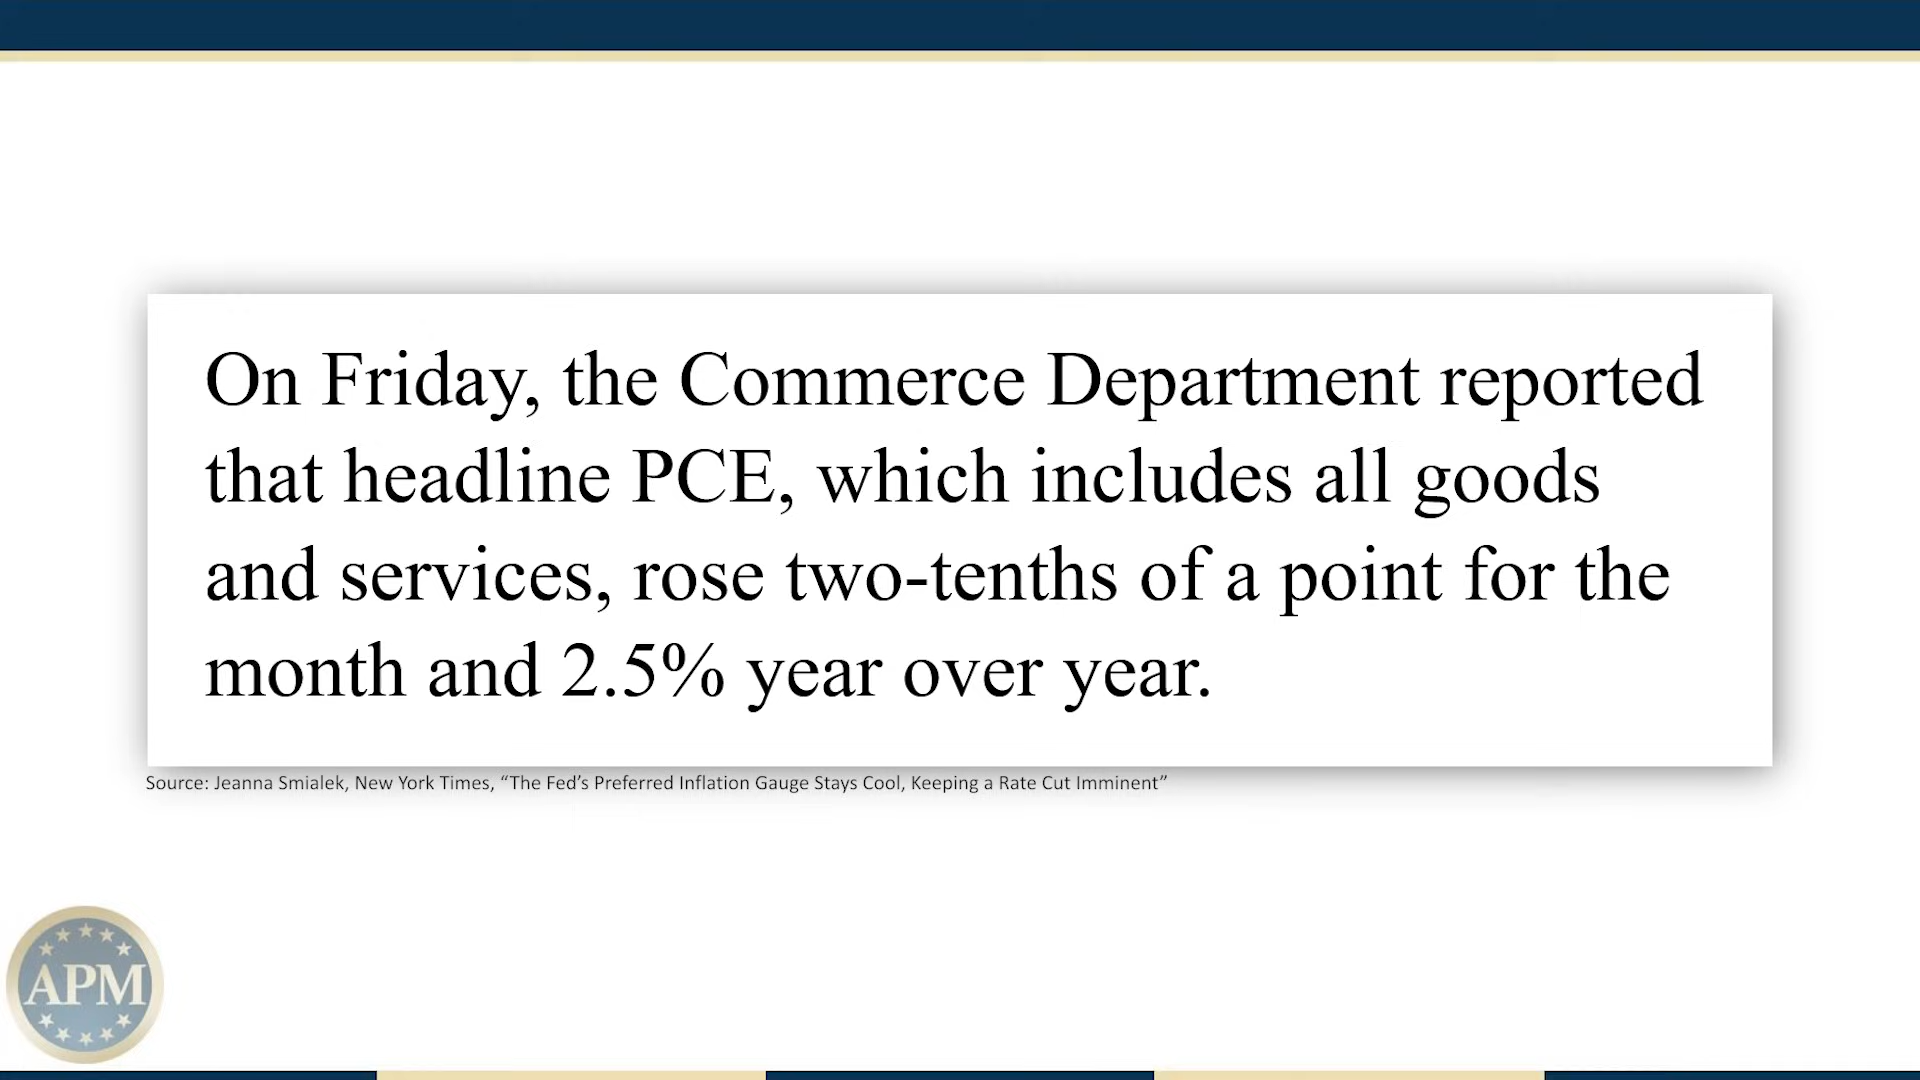 On Friday, the Commerce Department reported
that headline PCE, which includes all goods
and services, rose two-tenths of a point for the
month and 2.5% year over year.
Source: Jeanna Smialek, New York Times, “The Fed’s Preferred Inflation Gauge Stays Cool, Keeping a Rate Cut Imminent”
APM